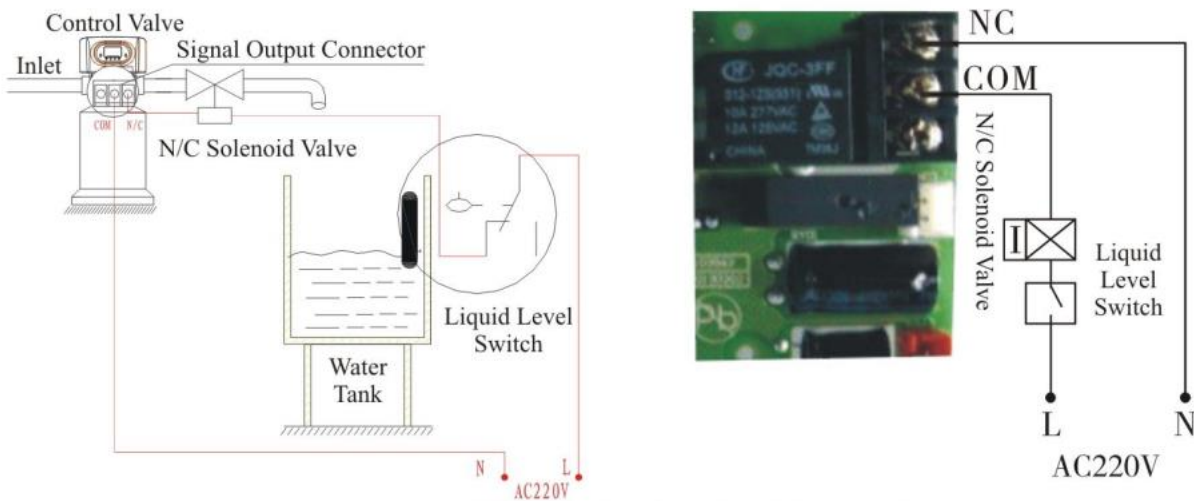 Control Valve
Signal Output Connector
Inlet
COM
N/C
N/C Solenoid Valve
Liquid Level
Switch
Water
Tank
N
L
AC220V
NC
COM
JQC-3FF
10A 277VAC
12A 125VAC
CHINA
N/C Solenoid Valve
Liquid
Level
Switch
Pb
L
N
AC220V